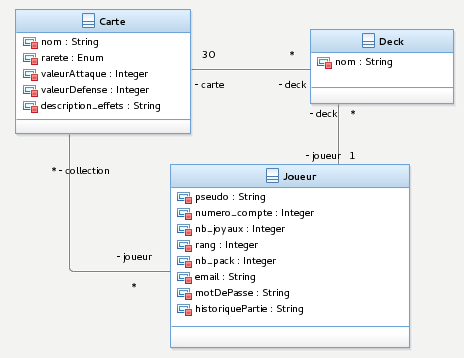 Carte
nom : String
rarete : Enum
valeurAttaque : Integer
valeurDefense : Integer
description_effets : String
30
*
- carte
- deck
Deck
nom : String
- deck *
- joueur 1
* - collection
- joueur
*
Joueur
pseudo : String
numero_compte : Integer
nb_joyaux : Integer
rang : Integer
nb_pack : Integer
email : String
motDePasse : String
historiquePartie : String